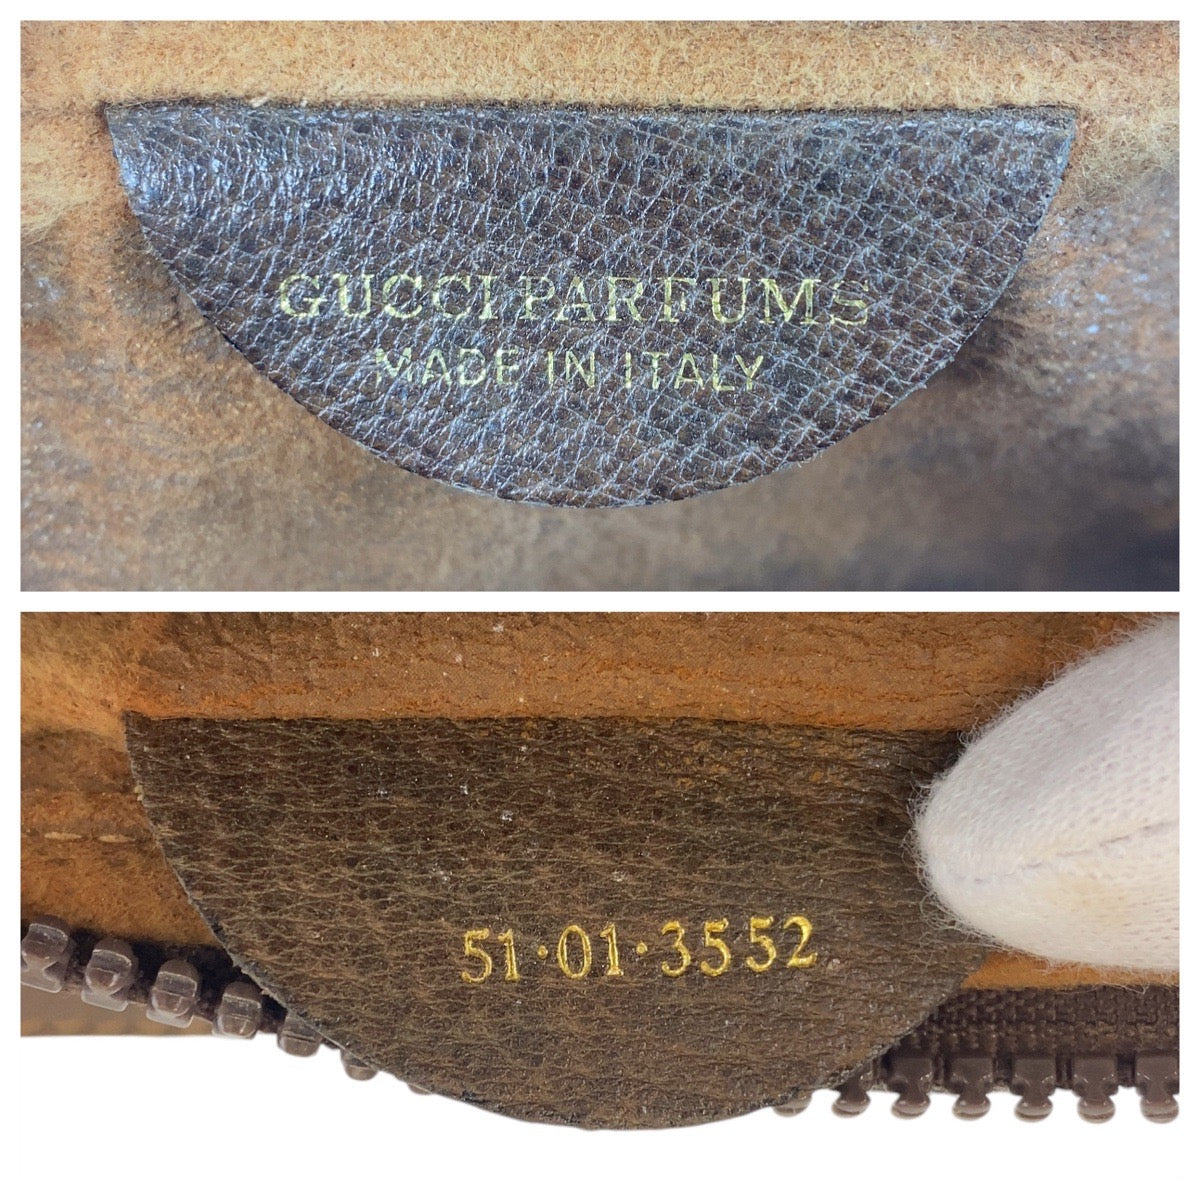 GUCCI PARFUMS
MADE IN ITALY
51·01·3552